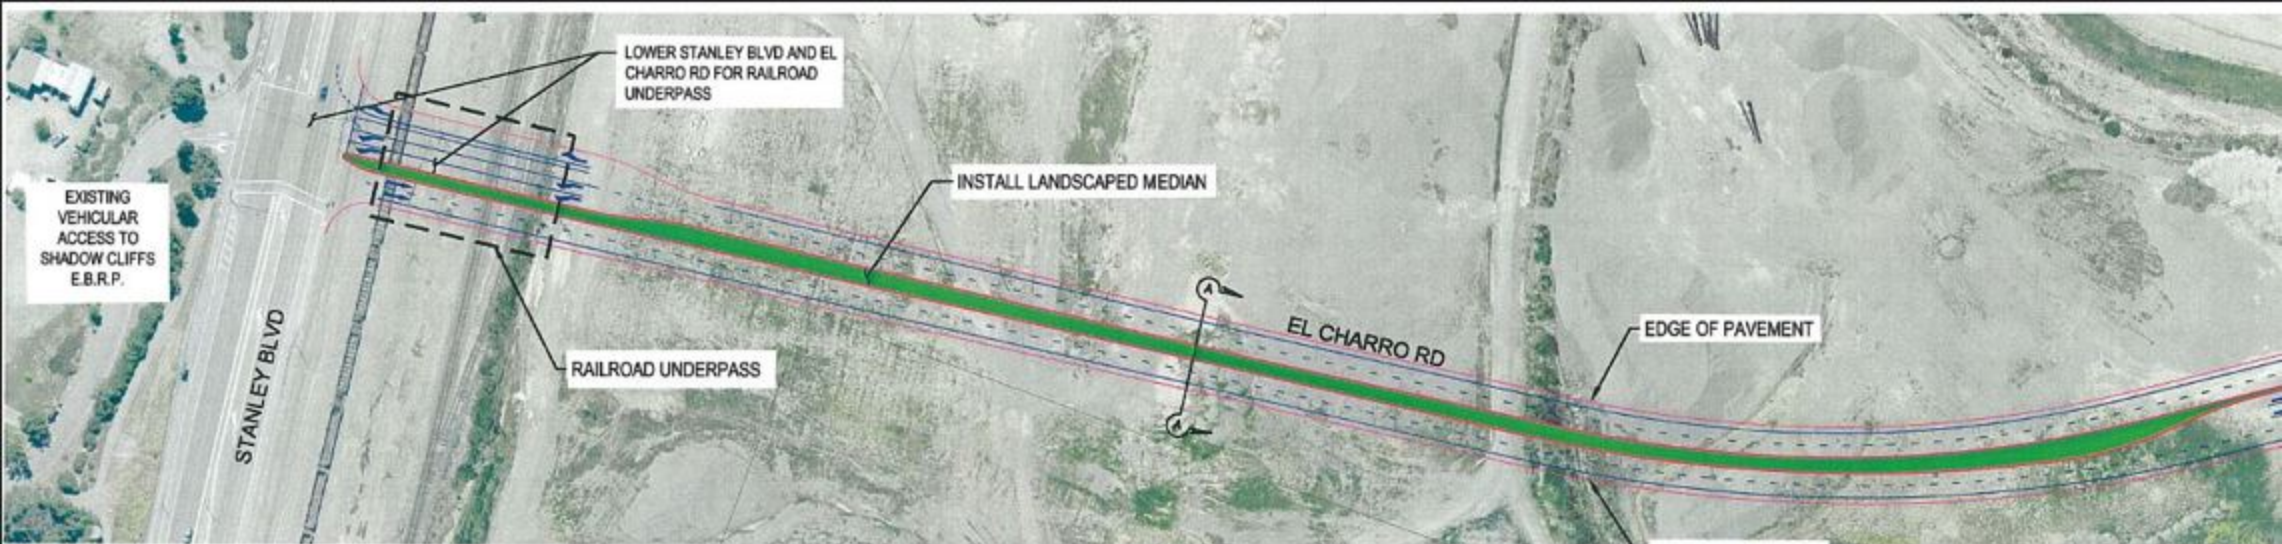 LOWER STANLEY BLVD AND EL
CHARRO RD FOR RAILROAD
UNDERPASS
EXISTING
VEHICULAR
ACCESS TO
SHADOW CLIFFS
E.B.R.P.
INSTALL LANDSCAPED MEDIAN
STANLEY BLVD
RAILROAD UNDERPASS
A
A
EL CHARRO RD
EDGE OF PAVEMENT